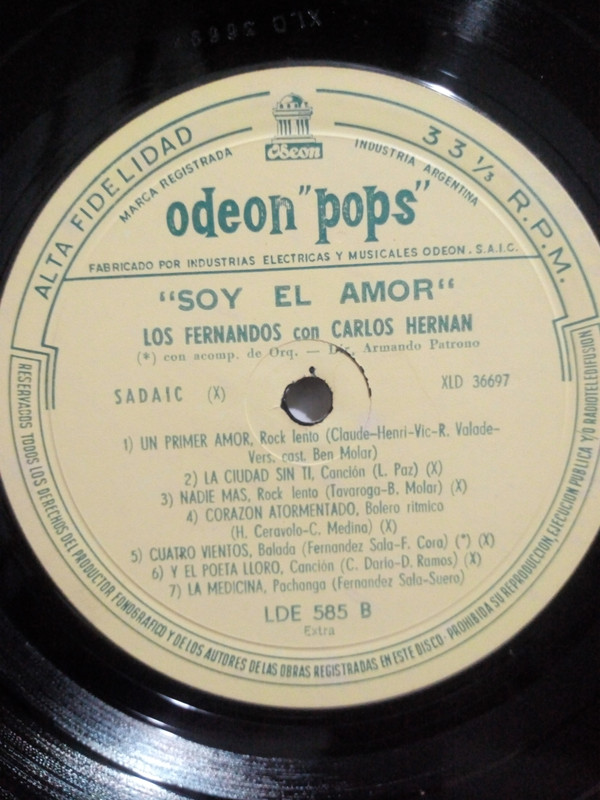 XLD 3669
ALTA FIDELIDAD
33 1/3 R.P.M.
Odeon
MARCA REGISTRADA
INDUSTRIA ARGENTINA
odeon "pops"
FABRICADO POR INDUSTRIAS ELECTRICAS Y MUSICALES ODEON . S.A.I.C.
"SOY EL AMOR"
LOS FERNANDOS con CARLOS HERNAN
(*) con acomp. de Orq. — Dir. Armando Patrono
SADAIC (X)
XLD 36697
1) UN PRIMER AMOR, Rock lento (Claude-Henri-Vic-R. Valade-
Vers. cast. Ben Molar)
2) LA CIUDAD SIN TI, Canción (L. Paz) (X)
3) NADIE MAS, Rock lento (Tavaroga-B. Molar) (X)
4) CORAZON ATORMENTADO, Bolero rítmico
(H. Ceravolo-C. Medina) (X)
5) CUATRO VIENTOS, Balada (Fernandez Sala-F. Cora) (*) (X)
6) Y EL POETA LLORO, Canción (C. Darío-D. Ramos) (X)
7) LA MEDICINA, Pachanga (Fernandez Sala-Suero)
LDE 585 B
Extra
RESERVADOS TODOS LOS DERECHOS DEL PRODUCTOR FONOGRAFICO Y DE LOS AUTORES DE LAS OBRAS REGISTRADAS EN ESTE DISCO · PROHIBIDA SU REPRODUCCION EJECUCION PUBLICA Y/O RADIOTELEDIFUSION